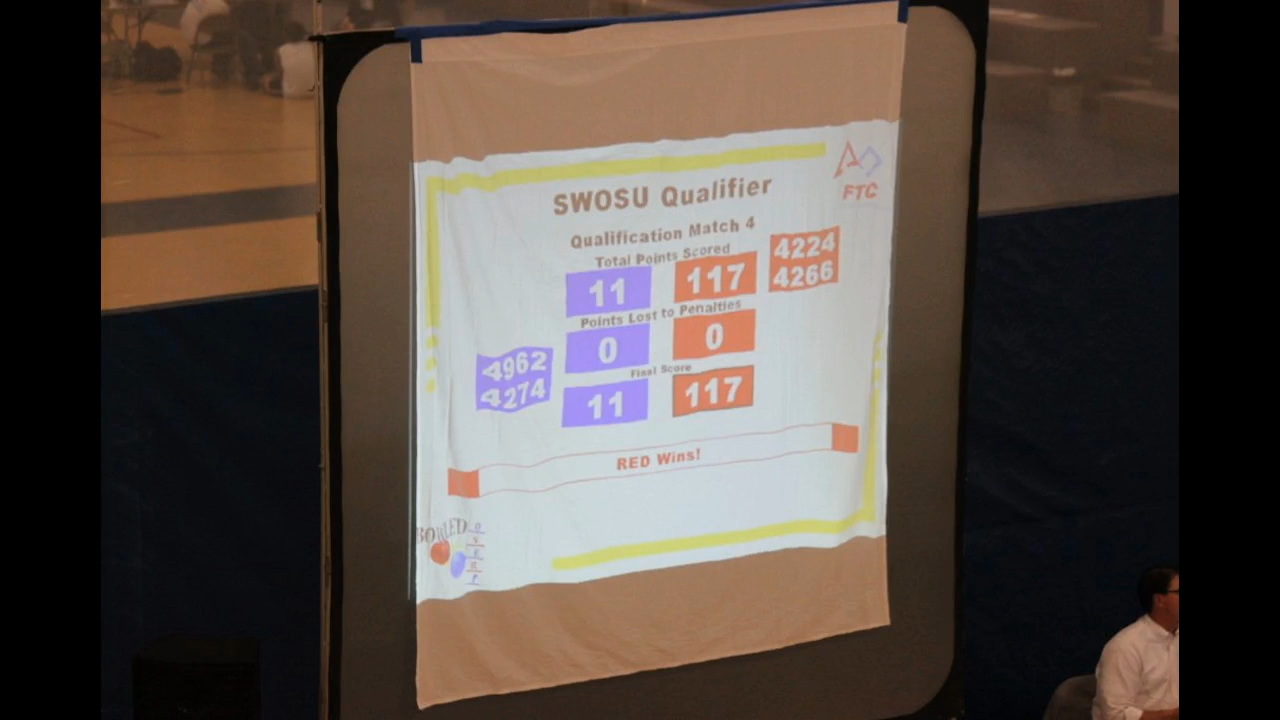 SWOSU Qualifier
FTC
Qualification Match 4
Total Points Scored
11 117
4224
4266
Points Lost to Penalties
0 0
4962
4274
Final Score
11 117
RED Wins!
BOWLED